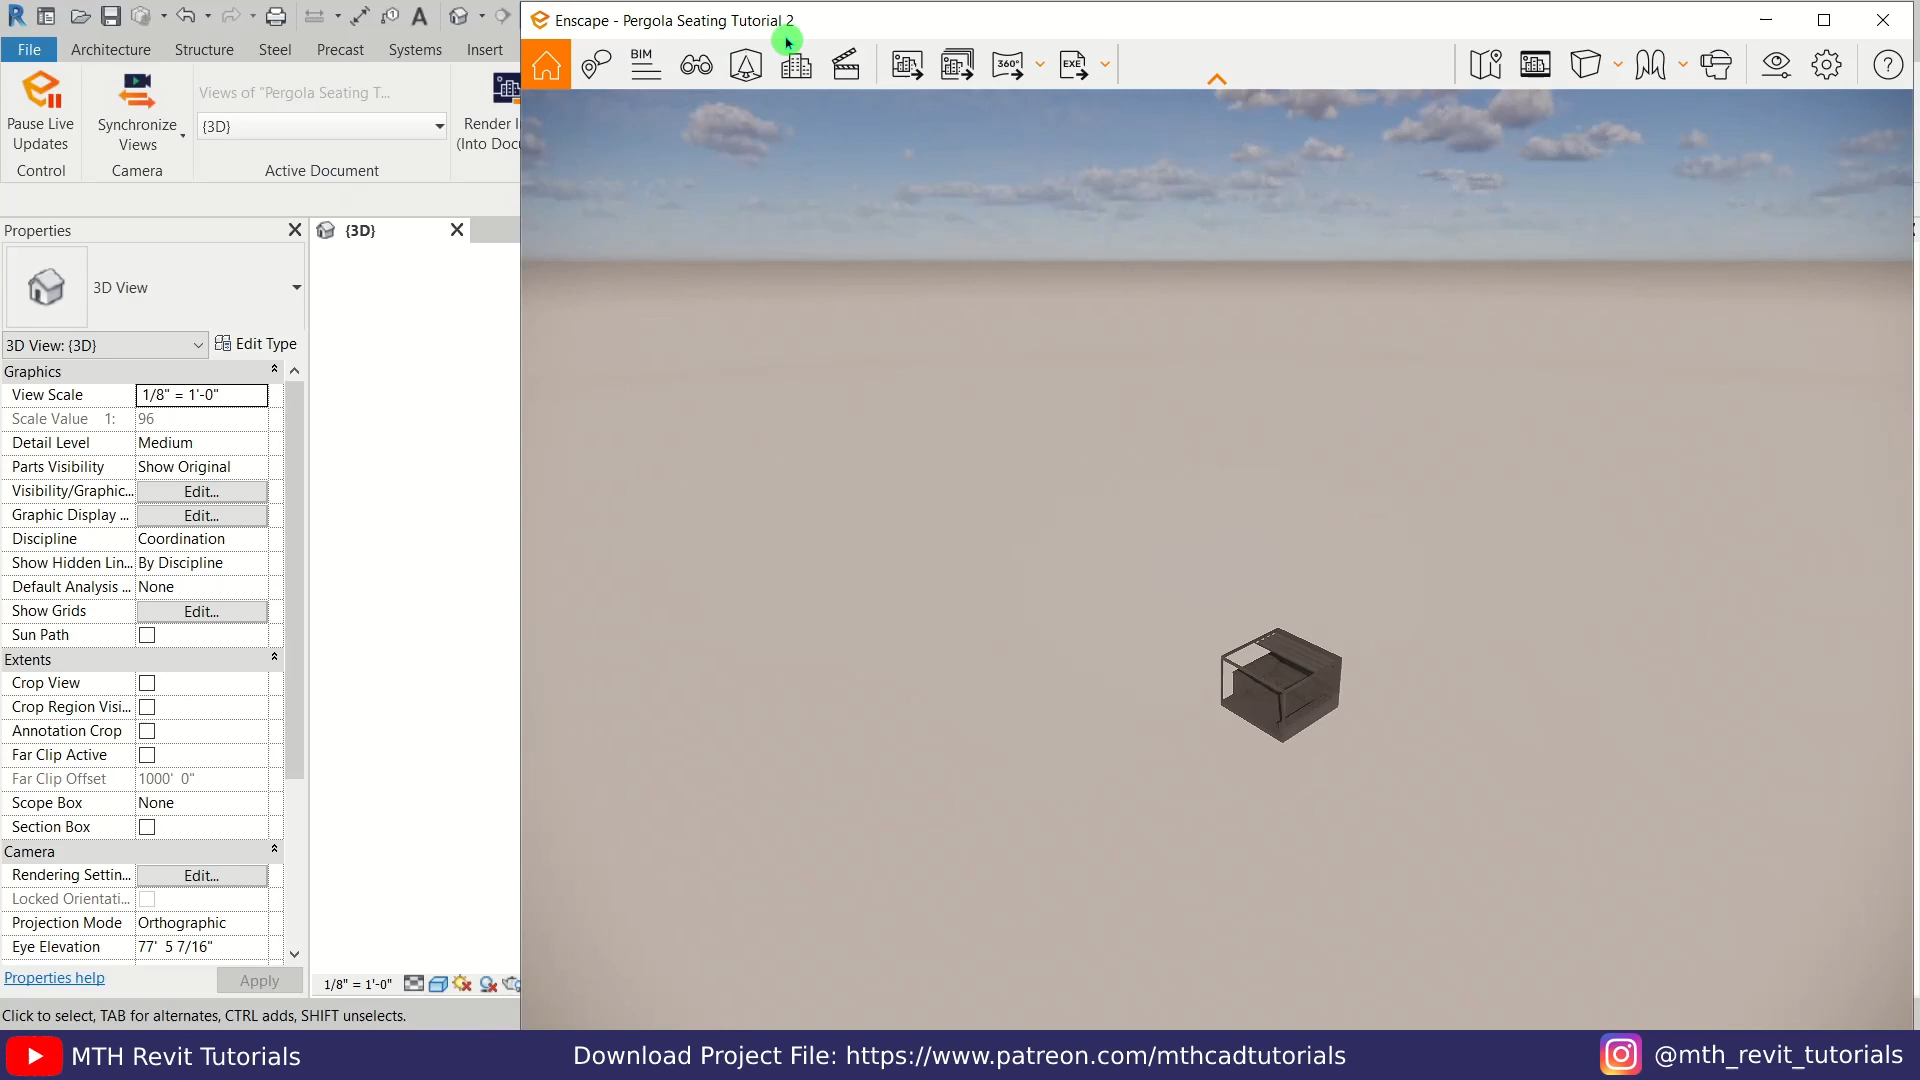 Enscape - Pergola Seating Tutorial 2
File
Architecture
Structure
Steel
Precast
Systems
Insert
BIM
360°
EXE
Pause Live
Updates
Control
Synchronize
Views
Camera
Views of "Pergola Seating T...
{3D}
Active Document
Render I
(Into Docu
Properties
{3D}
3D View
3D View: {3D}
Edit Type
Graphics
View Scale 1/8" = 1'-0"
Scale Value 1: 96
Detail Level Medium
Parts Visibility Show Original
Visibility/Graphic... Edit...
Graphic Display ... Edit...
Discipline Coordination
Show Hidden Lin... By Discipline
Default Analysis ... None
Show Grids Edit...
Sun Path
Extents
Crop View
Crop Region Visi...
Annotation Crop
Far Clip Active
Far Clip Offset 1000' 0"
Scope Box None
Section Box
Camera
Rendering Settin... Edit...
Locked Orientati...
Projection Mode Orthographic
Eye Elevation 77' 5 7/16"
Properties help
Apply
1/8" = 1'-0"
Click to select, TAB for alternates, CTRL adds, SHIFT unselects.
MTH Revit Tutorials
Download Project File: https://www.patreon.com/mthcadtutorials
@mth_revit_tutorials